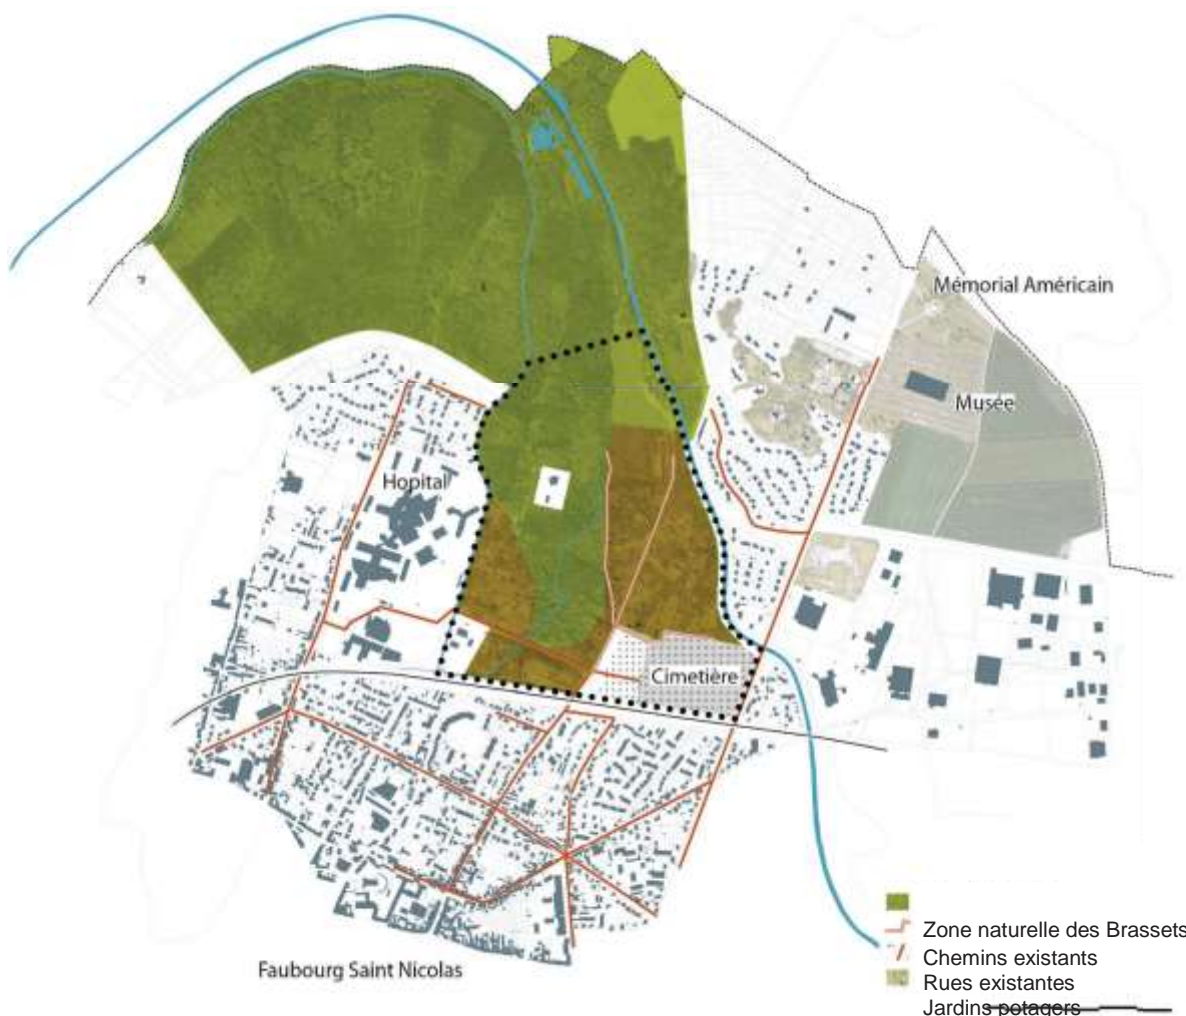 Mémorial Américain
Musée
Hopital
Cimetière
Faubourg Saint Nicolas
Zone naturelle des Brassets
Chemins existants
Rues existantes
Jardins potagers